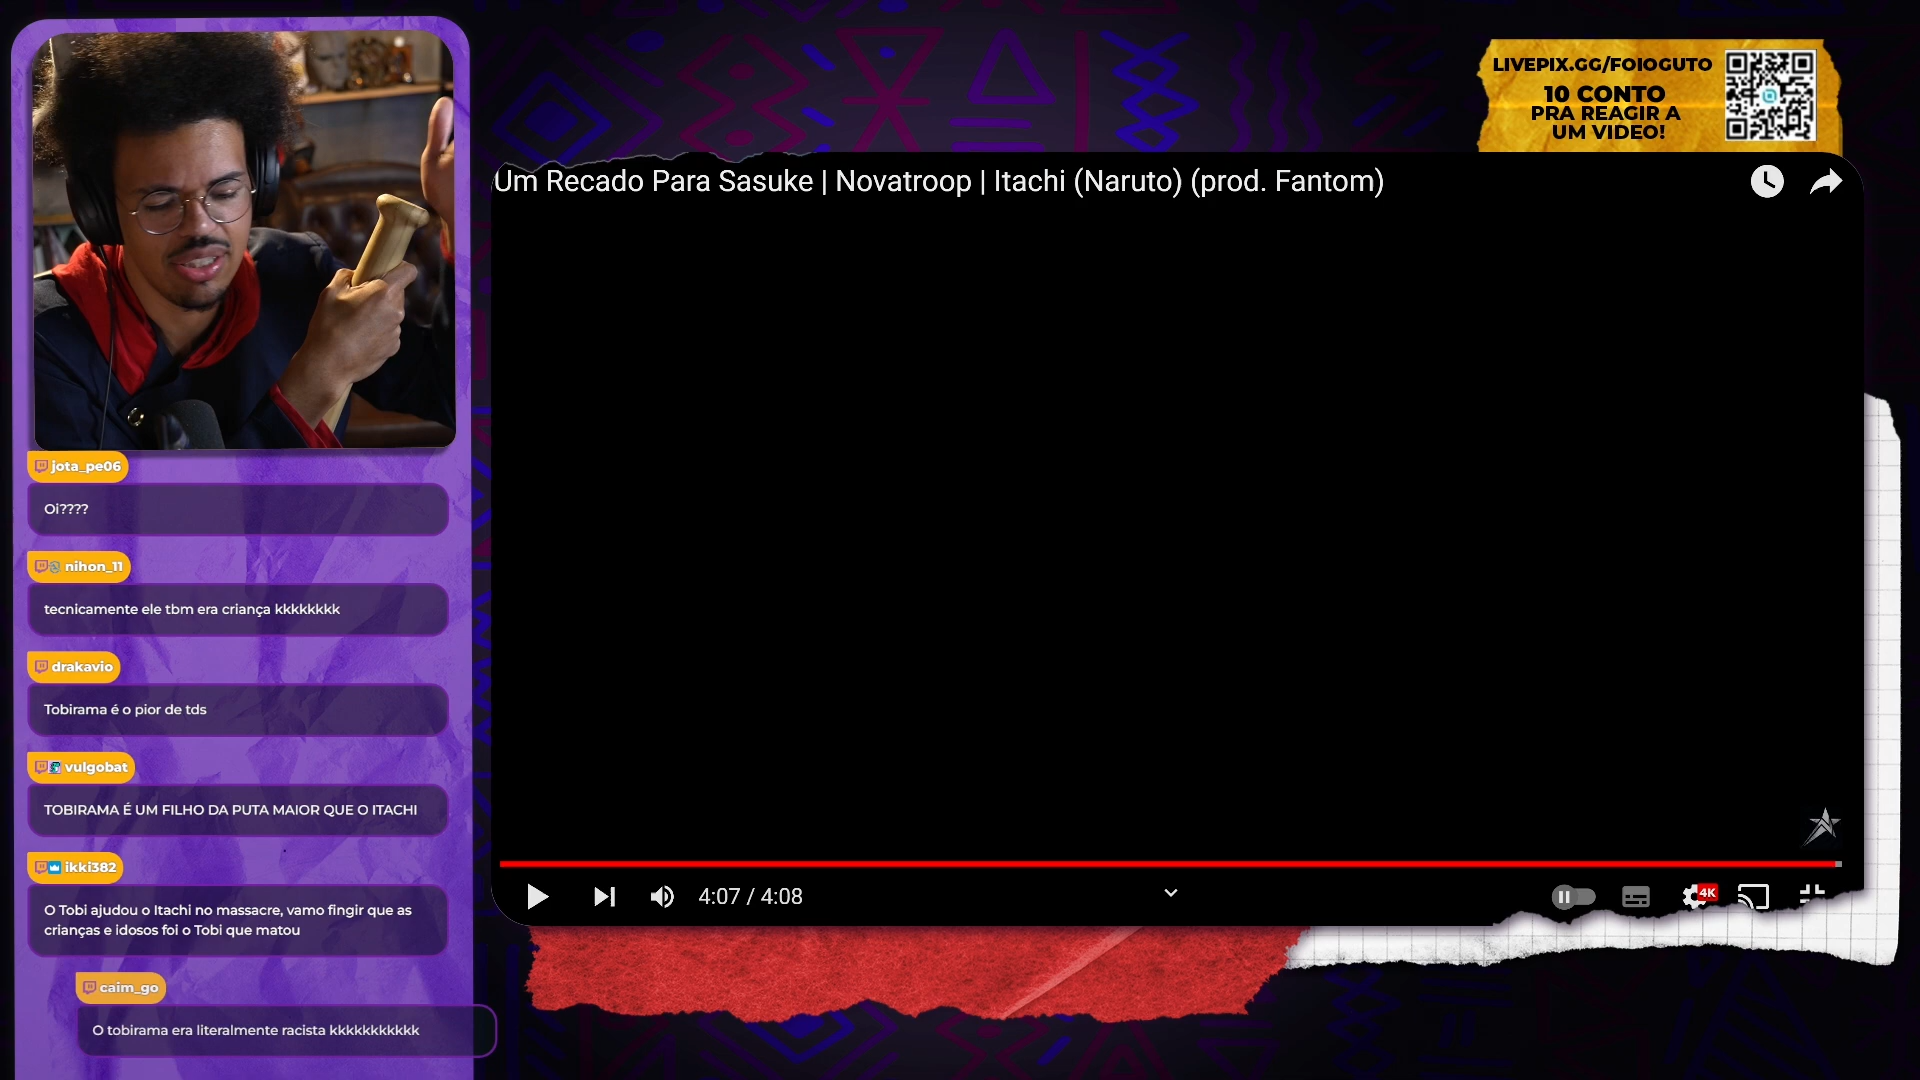 LIVEPIX.GG/FOIOGUTO
10 CONTO
PRA REAGIR A
UM VIDEO!
Um Recado Para Sasuke | Novatroop | Itachi (Naruto) (prod. Fantom)
jota_pe06
Oi????
nihon_11
tecnicamente ele tbm era criança kkkkkkkk
drakavio
Tobirama é o pior de tds
vulgobat
TOBIRAMA É UM FILHO DA PUTA MAIOR QUE O ITACHI
ikki382
O Tobi ajudou o Itachi no massacre, vamo fingir que as
crianças e idosos foi o Tobi que matou
caim_go
O tobirama era literalmente racista kkkkkkkkkkk
4:07 / 4:08
4K